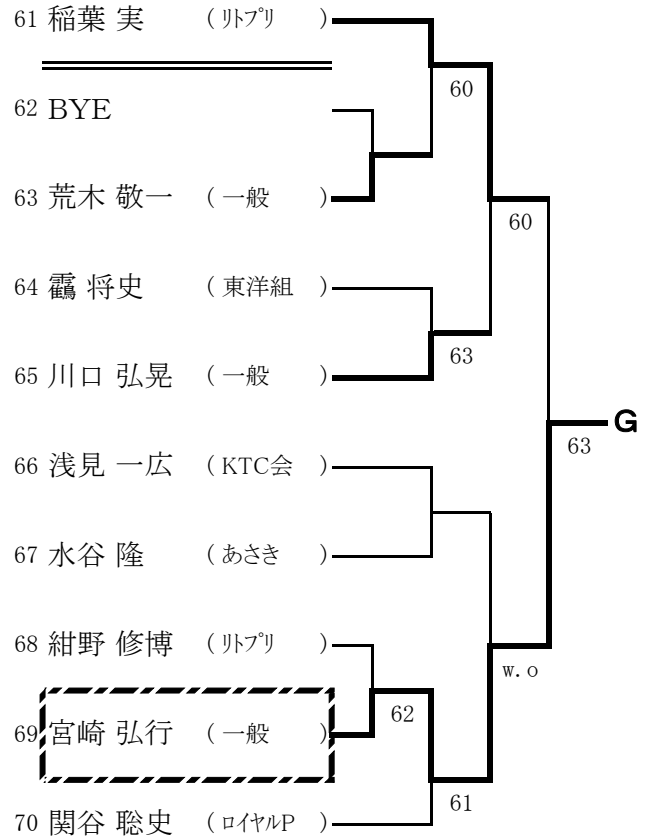 61 稲葉 実 (ﾘﾄﾌﾟﾘ )
60
62 BYE
63 荒木 敬一 (一般 )
60
64 靍 将史 (東洋組 )
63
65 川口 弘晃 (一般 )
G
63
66 浅見 一広 (KTC会 )
67 水谷 隆 (あさき )
68 紺野 修博 (ﾘﾄﾌﾟﾘ )
w.o
62
69 宮崎 弘行 (一般 )
61
70 関谷 聡史 (ﾛｲﾔﾙP )